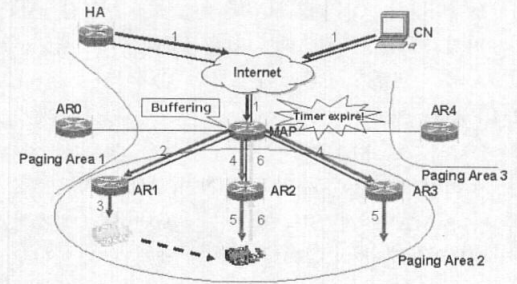 HA
1
1
CN
Internet
1
Buffering
Timer expire!
AR0
MAP
AR4
Paging Area 1
2
4
6
4
Paging Area 3
AR1
AR2
AR3
3
5
6
5
Paging Area 2